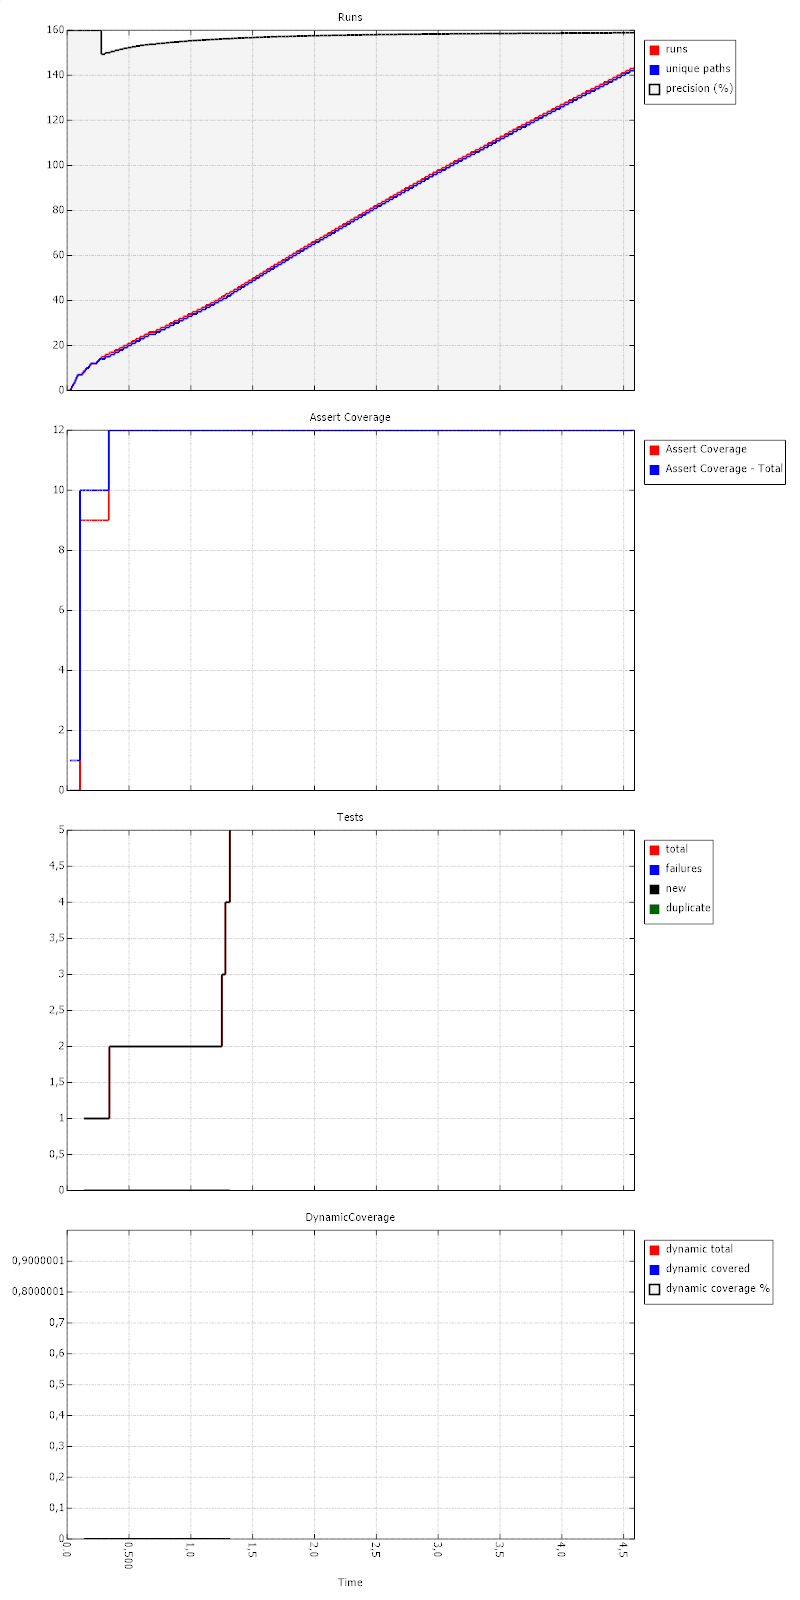 Runs
160
140
120
100
80
60
40
20
0
runs
unique paths
precision (%)
Assert Coverage
12
10
8
6
4
2
0
Assert Coverage
Assert Coverage - Total
Tests
5
4,5
4
3,5
3
2,5
2
1,5
1
0,5
0
total
failures
new
duplicate
DynamicCoverage
0,9000001
0,8000001
0,7
0,6
0,5
0,4
0,3
0,2
0,1
0
dynamic total
dynamic covered
dynamic coverage %
0,0
0,500
1,0
1,5
2,0
2,5
3,0
3,5
4,0
4,5
Time